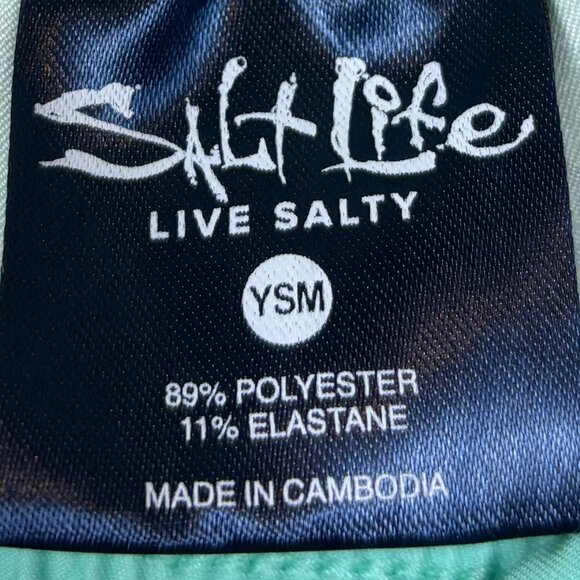 Salt Life
LIVE SALTY
YSM
89% POLYESTER
11% ELASTANE
MADE IN CAMBODIA